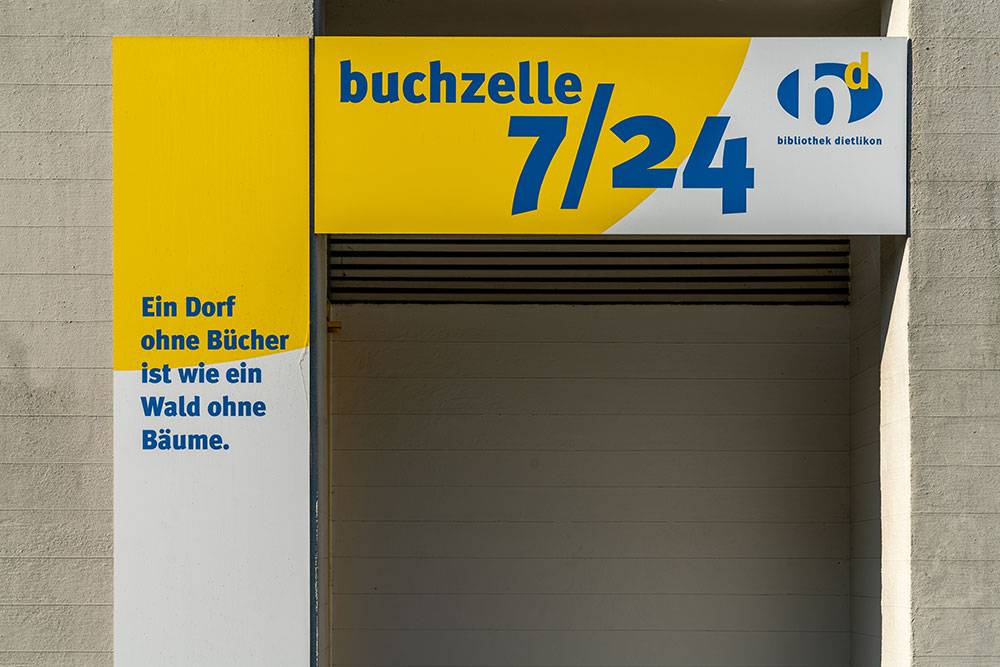 buchzelle
7/24
bd
bibliothek dietlikon
Ein Dorf
ohne Bücher
ist wie ein
Wald ohne
Bäume.